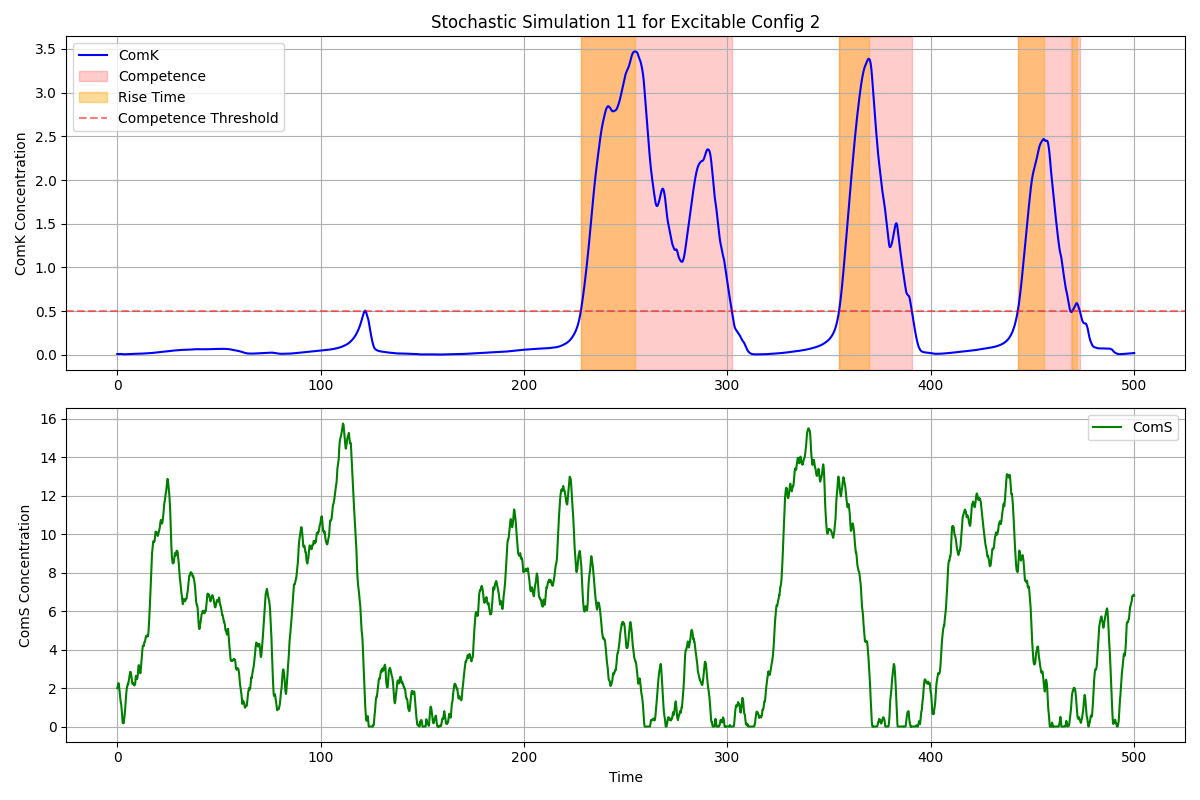 Stochastic Simulation 11 for Excitable Config 2
ComK
Competence
Rise Time
Competence Threshold
ComK Concentration
3.5
3.0
2.5
2.0
1.5
1.0
0.5
0.0
0 100 200 300 400 500
ComS
ComS Concentration
16
14
12
10
8
6
4
2
0
0 100 200 300 400 500
Time